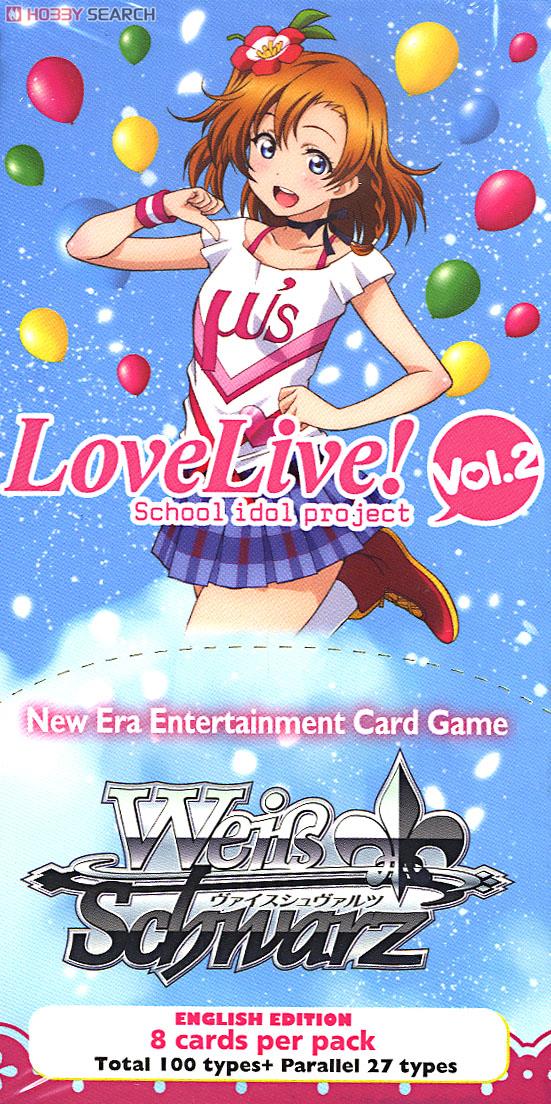 HOBBY SEARCH
μ's
LoveLive!
Vol.2
School idol project
New Era Entertainment Card Game
Weiß
ヴァイスシュヴァルツ
Schwarz
ENGLISH EDITION
8 cards per pack
Total 100 types+ Parallel 27 types